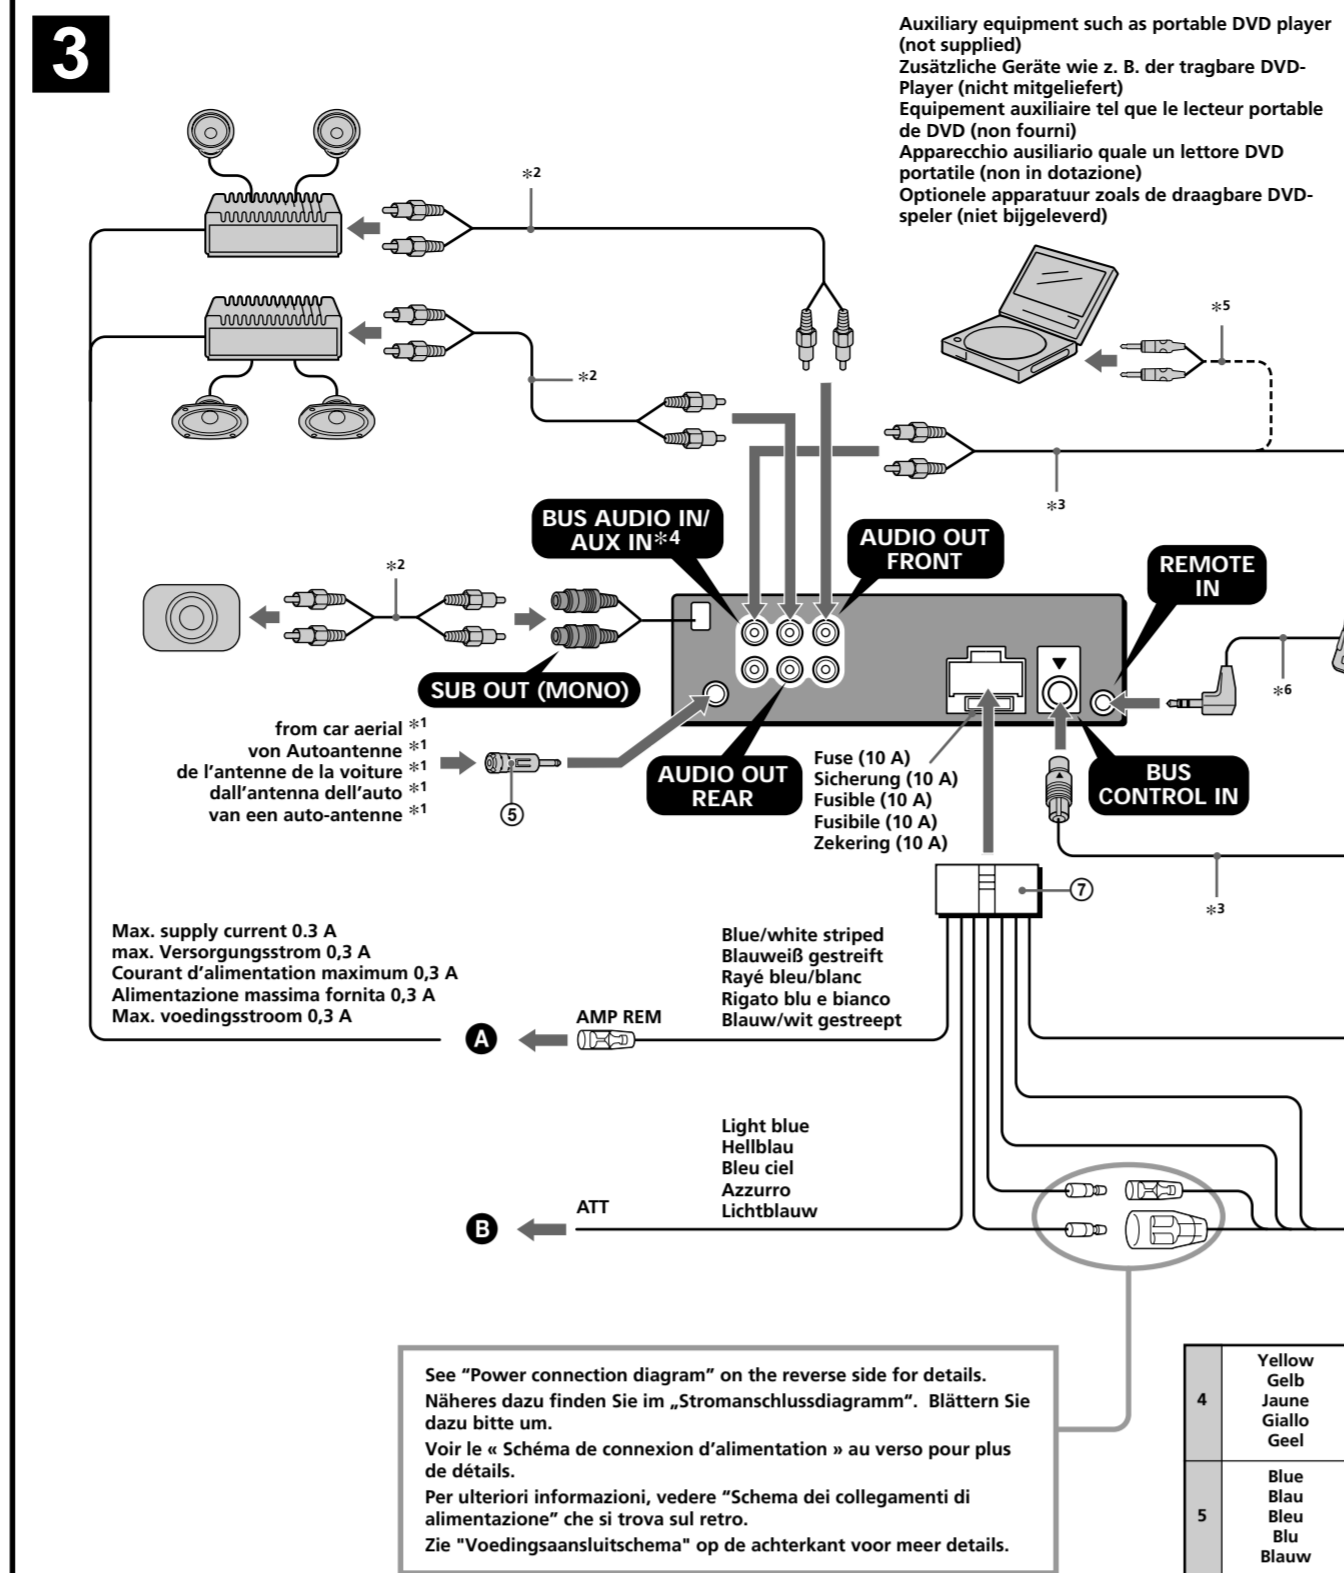 3
Auxiliary equipment such as portable DVD player
(not supplied)
Zusätzliche Geräte wie z. B. der tragbare DVD-
Player (nicht mitgeliefert)
Equipement auxiliaire tel que le lecteur portable
de DVD (non fourni)
Apparecchio ausiliario quale un lettore DVD
portatile (non in dotazione)
Optionele apparatuur zoals de draagbare DVD-
speler (niet bijgeleverd)
*2
*5
*2
*3
BUS AUDIO IN/
AUX IN*4
AUDIO OUT
FRONT
REMOTE
IN
*2
*6
SUB OUT (MONO)
from car aerial *1
von Autoantenne *1
de l'antenne de la voiture *1
dall'antenna dell'auto *1
van een auto-antenne *1
5
AUDIO OUT
REAR
Fuse (10 A)
Sicherung (10 A)
Fusible (10 A)
Fusibile (10 A)
Zekering (10 A)
BUS
CONTROL IN
7
*3
Max. supply current 0.3 A
max. Versorgungsstrom 0,3 A
Courant d'alimentation maximum 0,3 A
Alimentazione massima fornita 0,3 A
Max. voedingsstroom 0,3 A
Blue/white striped
Blauweiß gestreift
Rayé bleu/blanc
Rigato blu e bianco
Blauw/wit gestreept
A
AMP REM
Light blue
Hellblau
Bleu ciel
Azzurro
Lichtblauw
B
ATT
See “Power connection diagram” on the reverse side for details.
Näheres dazu finden Sie im „Stromanschlussdiagramm“. Blättern Sie
dazu bitte um.
Voir le « Schéma de connexion d'alimentation » au verso pour plus
de détails.
Per ulteriori informazioni, vedere “Schema dei collegamenti di
alimentazione” che si trova sul retro.
Zie "Voedingsaansluitschema" op de achterkant voor meer details.
4
Yellow
Gelb
Jaune
Giallo
Geel
5
Blue
Blau
Bleu
Blu
Blauw